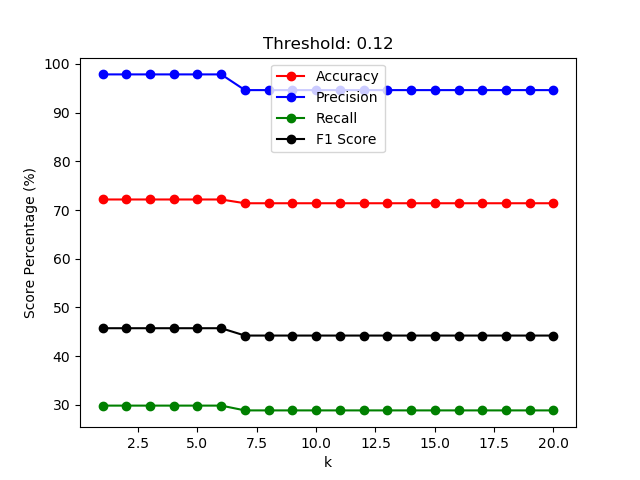 Threshold: 0.12
Score Percentage (%)
100
90
80
70
60
50
40
30
Accuracy
Precision
Recall
F1 Score
2.5 5.0 7.5 10.0 12.5 15.0 17.5 20.0
k